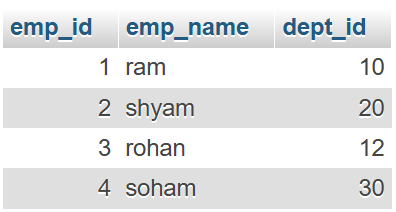 emp_id emp_name dept_id
1 ram 10
2 shyam 20
3 rohan 12
4 soham 30